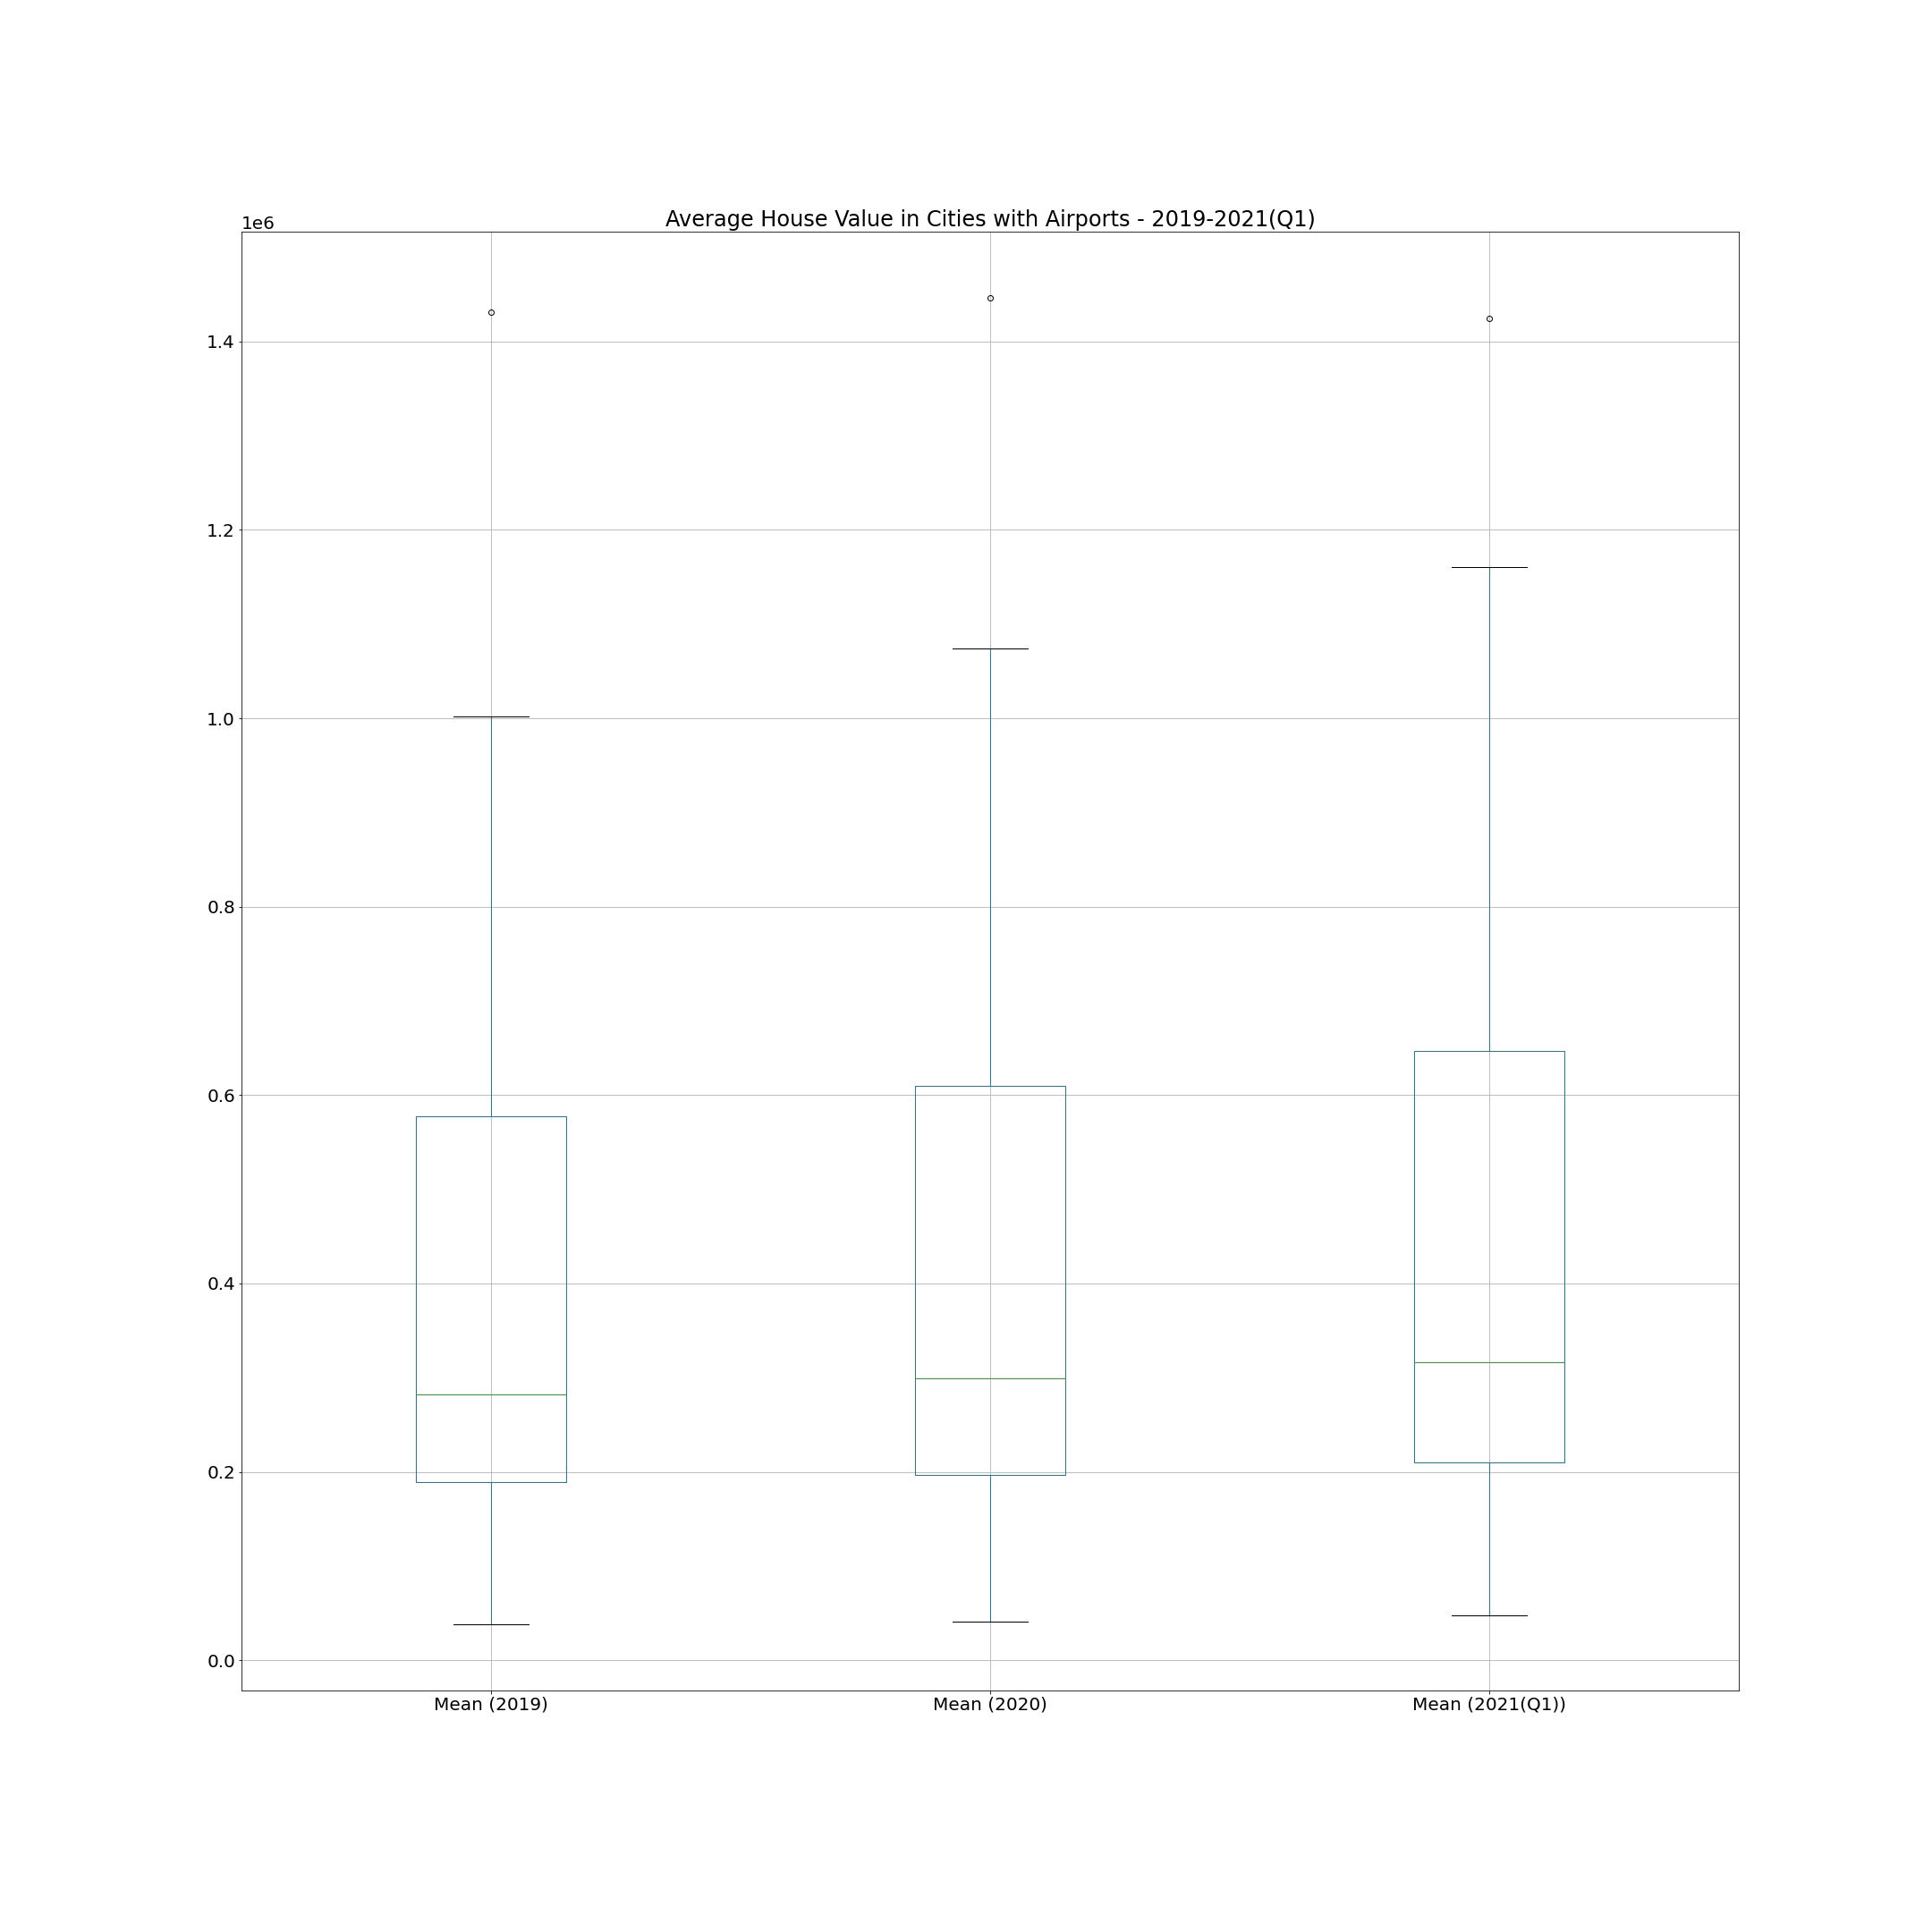 Average House Value in Cities with Airports - 2019-2021(Q1)
1e6
1.4
1.2
1.0
0.8
0.6
0.4
0.2
0.0
Mean (2019)
Mean (2020)
Mean (2021(Q1))